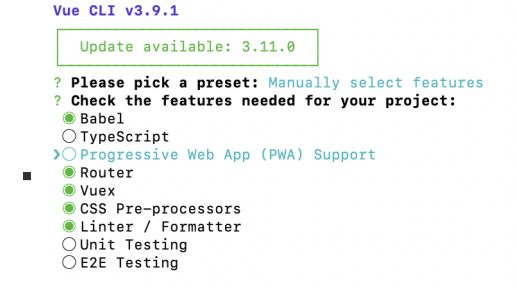 Vue CLI v3.9.1
Update available: 3.11.0
? Please pick a preset: Manually select features
? Check the features needed for your project:
◉ Babel
◯ TypeScript
❯◯ Progressive Web App (PWA) Support
◉ Router
◉ Vuex
◉ CSS Pre-processors
◉ Linter / Formatter
◯ Unit Testing
◯ E2E Testing